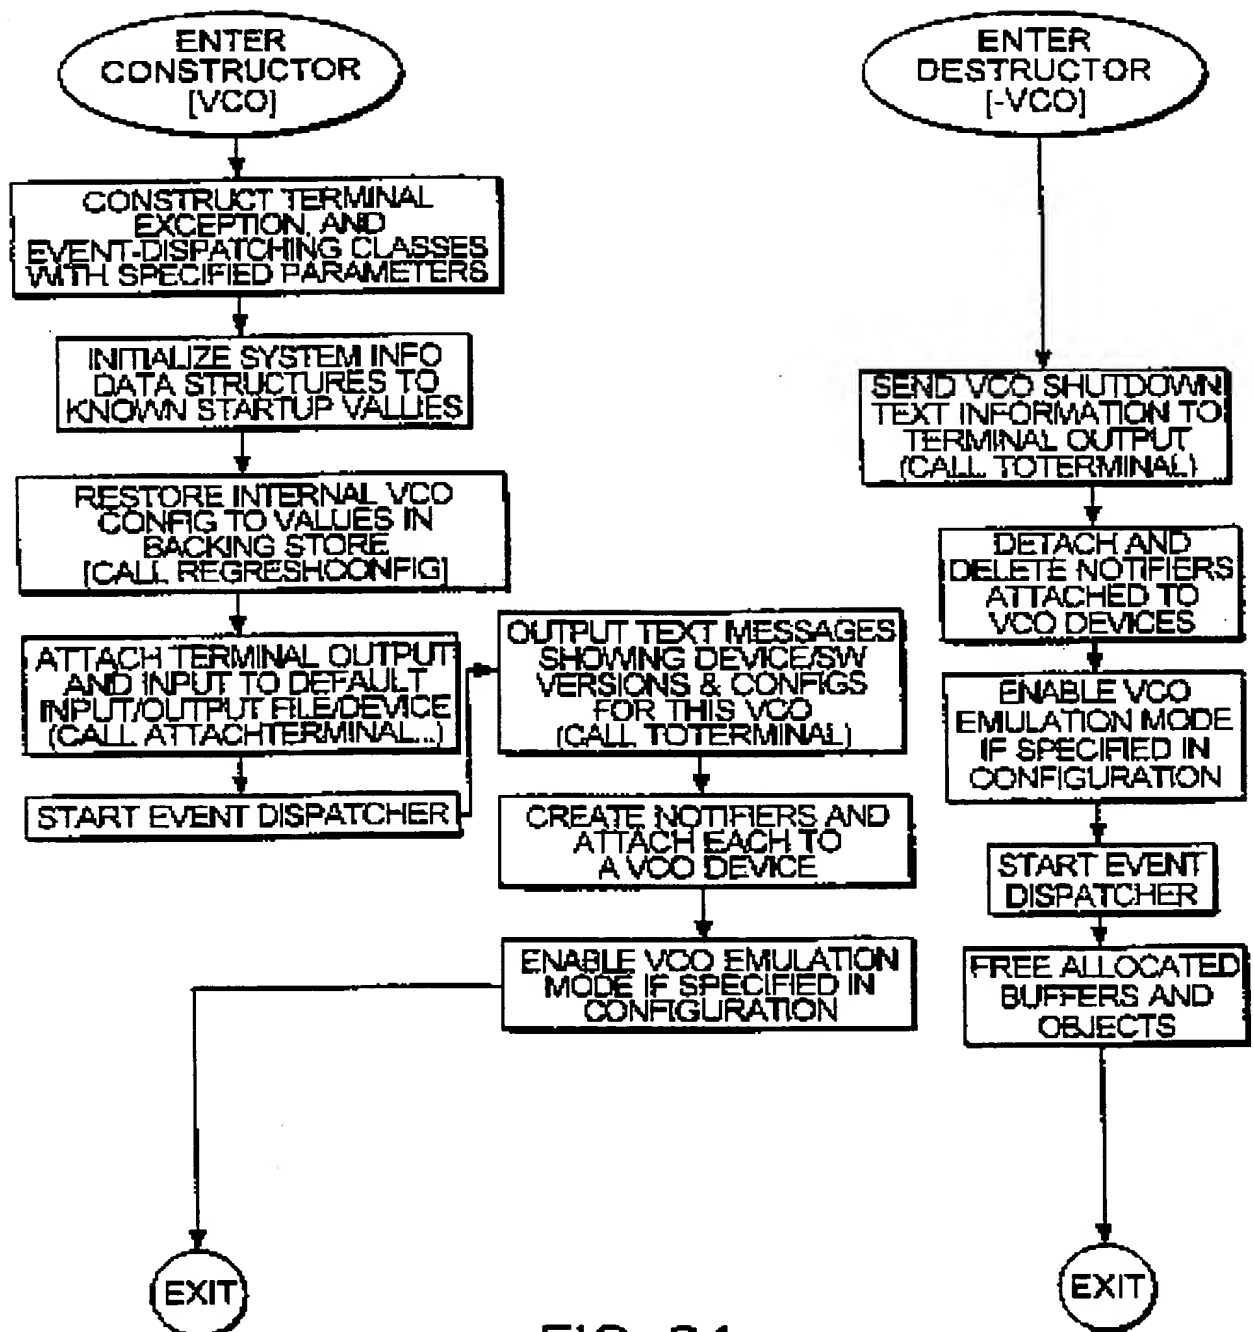 ENTER
CONSTRUCTOR
[VCO]
CONSTRUCT TERMINAL
EXCEPTION, AND
EVENT-DISPATCHING CLASSES
WITH SPECIFIED PARAMETERS
INITIALIZE SYSTEM INFO
DATA STRUCTURES TO
KNOWN STARTUP VALUES
RESTORE INTERNAL VCO
CONFIG TO VALUES IN
BACKING STORE
[CALL REGRESHCONFIG]
ATTACH TERMINAL OUTPUT
AND INPUT TO DEFAULT
INPUT/OUTPUT FILE/DEVICE
(CALL ATTACHTERMINAL...)
START EVENT DISPATCHER
OUTPUT TEXT MESSAGES
SHOWING DEVICE/SW
VERSIONS & CONFIGS
FOR THIS VCO
(CALL TOTERMINAL)
CREATE NOTIFIERS AND
ATTACH EACH TO
A VCO DEVICE
ENABLE VCO EMULATION
MODE IF SPECIFIED IN
CONFIGURATION
EXIT
ENTER
DESTRUCTOR
[-VCO]
SEND VCO SHUTDOWN
TEXT INFORMATION TO
TERMINAL OUTPUT
(CALL TOTERMINAL)
DETACH AND
DELETE NOTIFIERS
ATTACHED TO
VCO DEVICES
ENABLE VCO
EMULATION MODE
IF SPECIFIED IN
CONFIGURATION
START EVENT
DISPATCHER
FREE ALLOCATED
BUFFERS AND
OBJECTS
EXIT